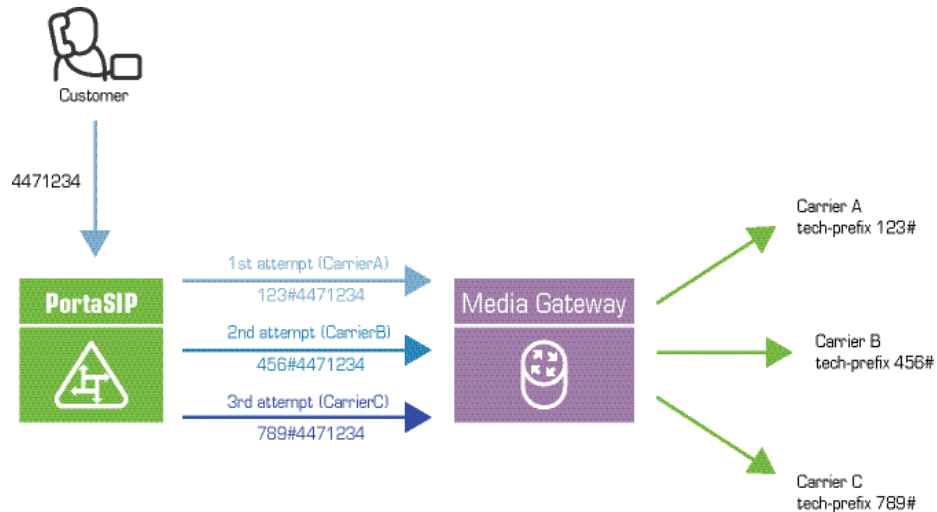 Customer
4471234
PortaSIP
1st attempt (CarrierA)
123#4471234
2nd attempt (CarrierB)
456#4471234
3rd attempt (CarrierC)
789#4471234
Media Gateway
Carrier A
tech-prefix 123#
Carrier B
tech-prefix 456#
Carrier C
tech-prefix 789#